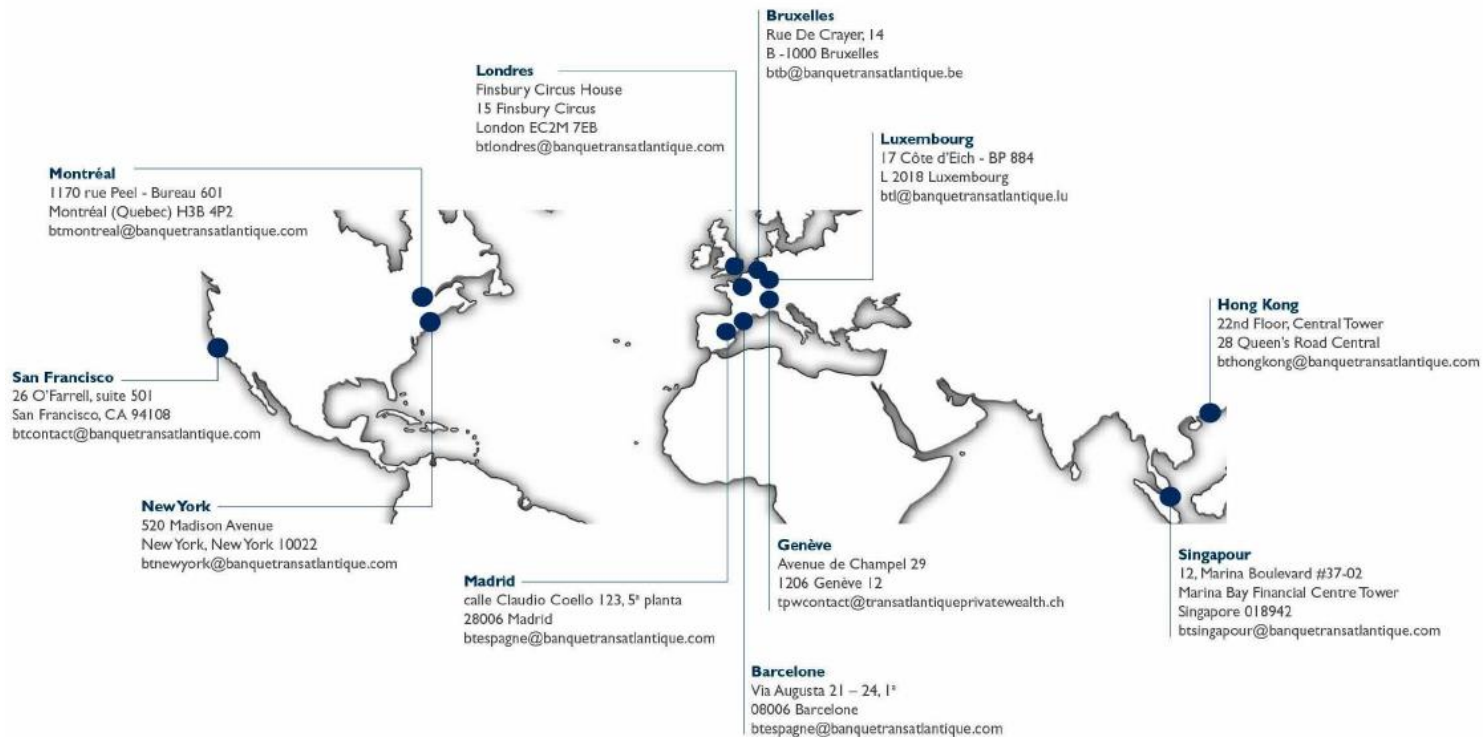 Bruxelles
Rue De Crayer, 14
B -1000 Bruxelles
btb@banquetransatlantique.be
Londres
Finsbury Circus House
15 Finsbury Circus
London EC2M 7EB
btlondres@banquetransatlantique.com
Luxembourg
17 Côte d'Eich - BP 884
L 2018 Luxembourg
btl@banquetransatlantique.lu
Montréal
1170 rue Peel - Bureau 601
Montréal (Quebec) H3B 4P2
btmontreal@banquetransatlantique.com
Hong Kong
22nd Floor, Central Tower
28 Queen's Road Central
bthongkong@banquetransatlantique.com
San Francisco
26 O'Farrell, suite 501
San Francisco, CA 94108
btcontact@banquetransatlantique.com
New York
520 Madison Avenue
New York, New York 10022
btnewyork@banquetransatlantique.com
Madrid
calle Claudio Coello 123, 5ª planta
28006 Madrid
btespagne@banquetransatlantique.com
Genève
Avenue de Champel 29
1206 Genève 12
tpwcontact@transatlantiqueprivatewealth.ch
Singapour
12, Marina Boulevard #37-02
Marina Bay Financial Centre Tower
Singapore 018942
btsingapour@banquetransatlantique.com
Barcelone
Via Augusta 21 – 24, 1ª
08006 Barcelone
btespagne@banquetransatlantique.com